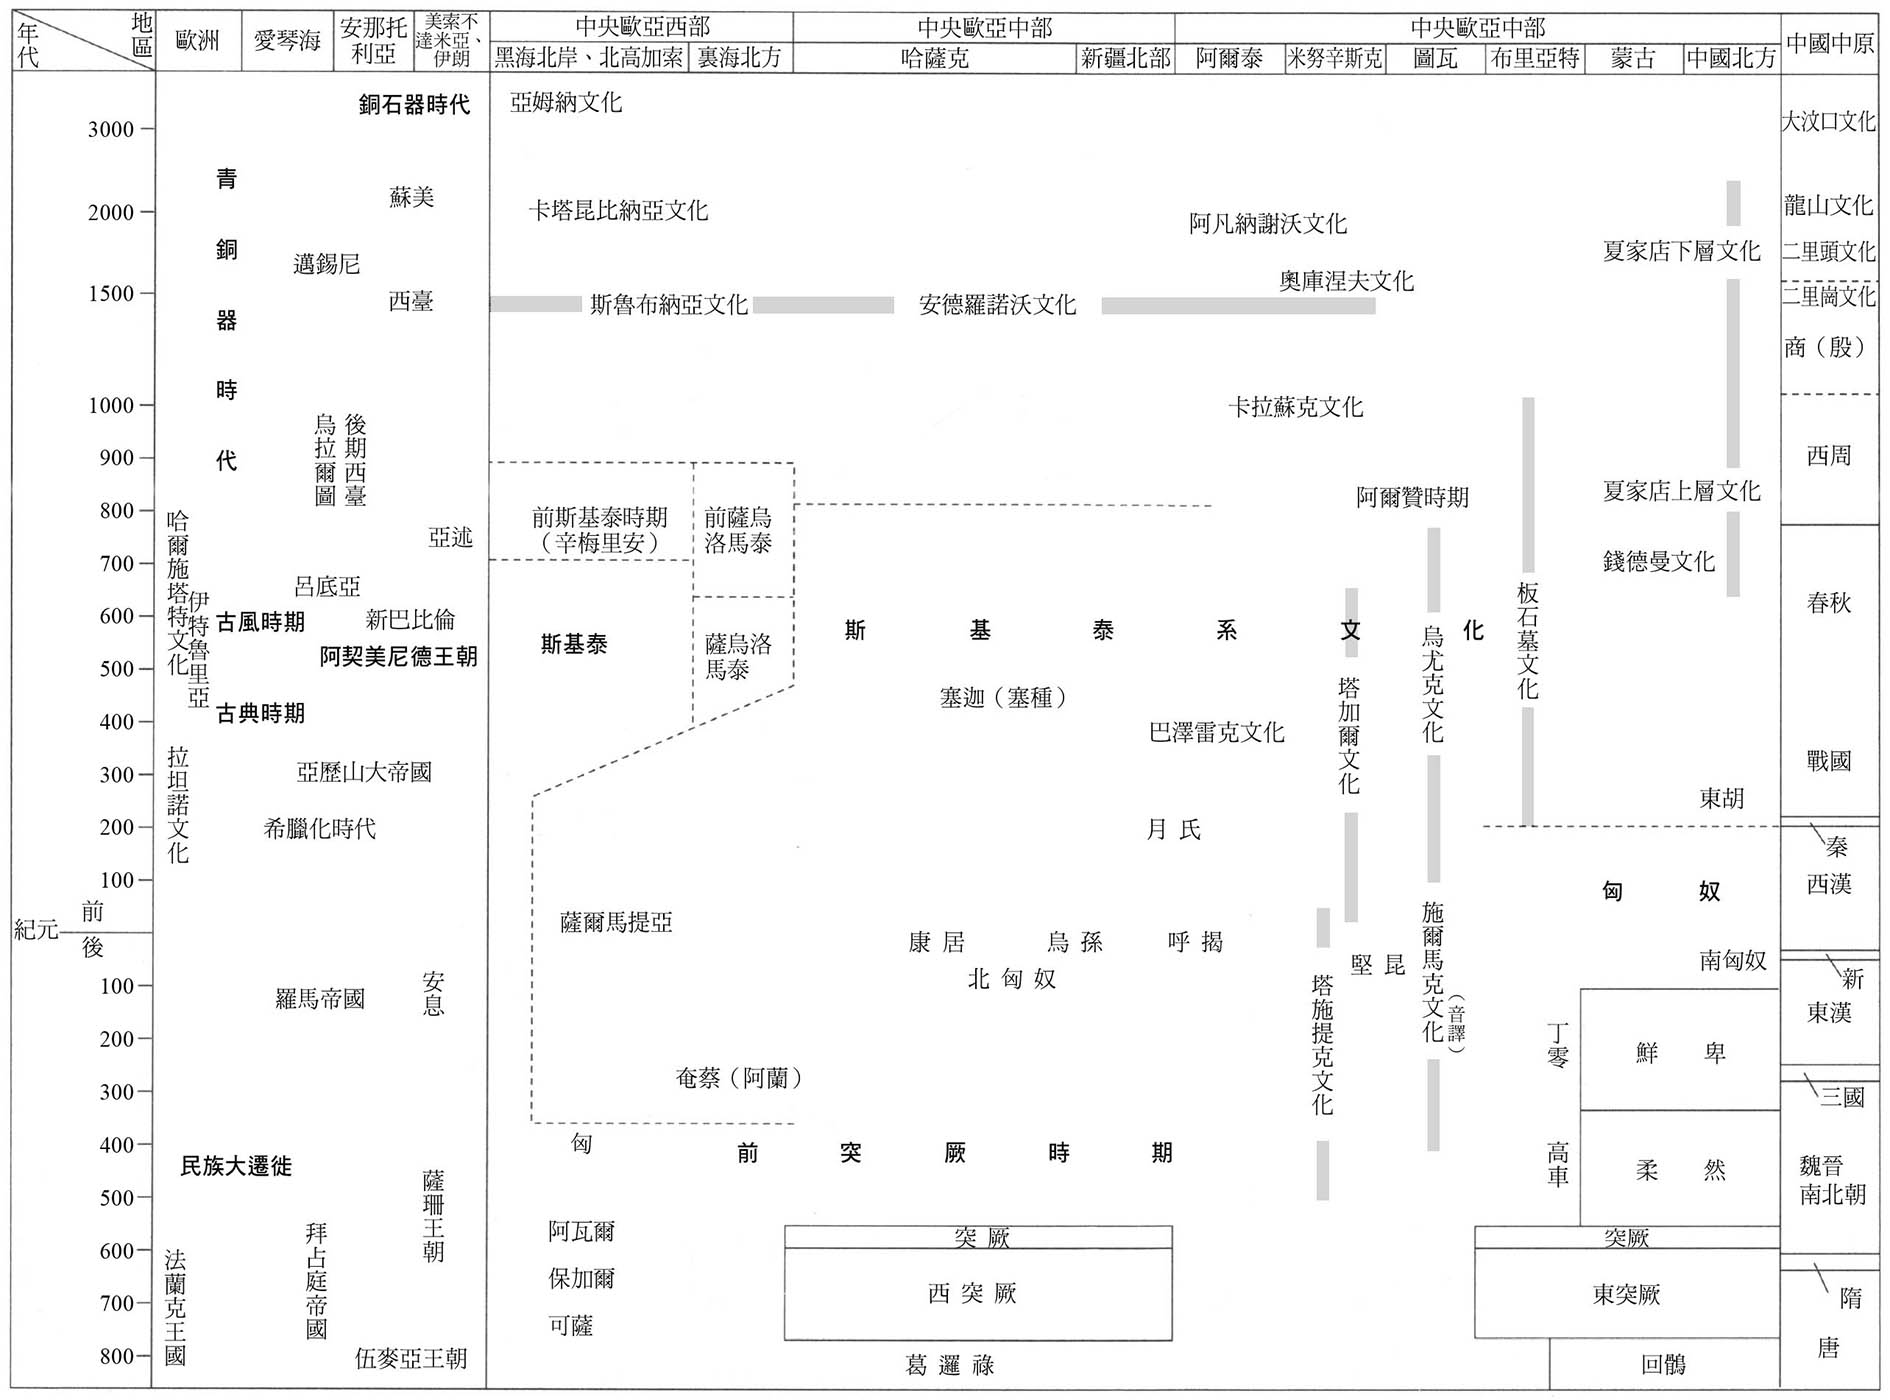 年代
地區
歐洲
愛琴海
安那托利亞
美索不達米亞、伊朗
中央歐亞西部
中央歐亞中部
中央歐亞中部
中國中原
黑海北岸、北高加索
裏海北方
哈薩克
新疆北部
阿爾泰
米努辛斯克
圖瓦
布里亞特
蒙古
中國北方
3000
2000
1500
1000
900
800
700
600
500
400
300
200
100
紀元
前
後
100
200
300
400
500
600
700
800
青銅器時代
哈爾施塔特文化
伊特魯里亞
拉坦諾文化
民族大遷徙
法蘭克王國
邁錫尼
烏拉爾圖
後期西臺
呂底亞
古風時期
古典時期
亞歷山大帝國
希臘化時代
羅馬帝國
拜占庭帝國
銅石器時代
蘇美
西臺
亞述
新巴比倫
阿契美尼德王朝
安息
薩珊王朝
伍麥亞王朝
亞姆納文化
卡塔昆比納亞文化
斯魯布納亞文化
前斯基泰時期
（辛梅里安）
前薩烏
洛馬泰
斯基泰
薩烏洛
馬泰
薩爾馬提亞
奄蔡（阿蘭）
匈
阿瓦爾
保加爾
可薩
安德羅諾沃文化
斯基泰系文化
塞迦（塞種）
巴澤雷克文化
月氏
康居
烏孫
呼揭
北匈奴
前突厥時期
突厥
西突厥
葛邏祿
阿凡納謝沃文化
奧庫涅夫文化
卡拉蘇克文化
阿爾贊時期
塔加爾文化
烏尤克文化
堅昆
塔施提克文化
施爾馬克文化
（音譯）
板石墓文化
丁零
高車
夏家店下層文化
夏家店上層文化
錢德曼文化
東胡
匈奴
南匈奴
鮮卑
柔然
突厥
東突厥
回鶻
大汶口文化
龍山文化
二里頭文化
二里崗文化
商（殷）
西周
春秋
戰國
秦
西漢
新
東漢
三國
魏晉
南北朝
隋
唐